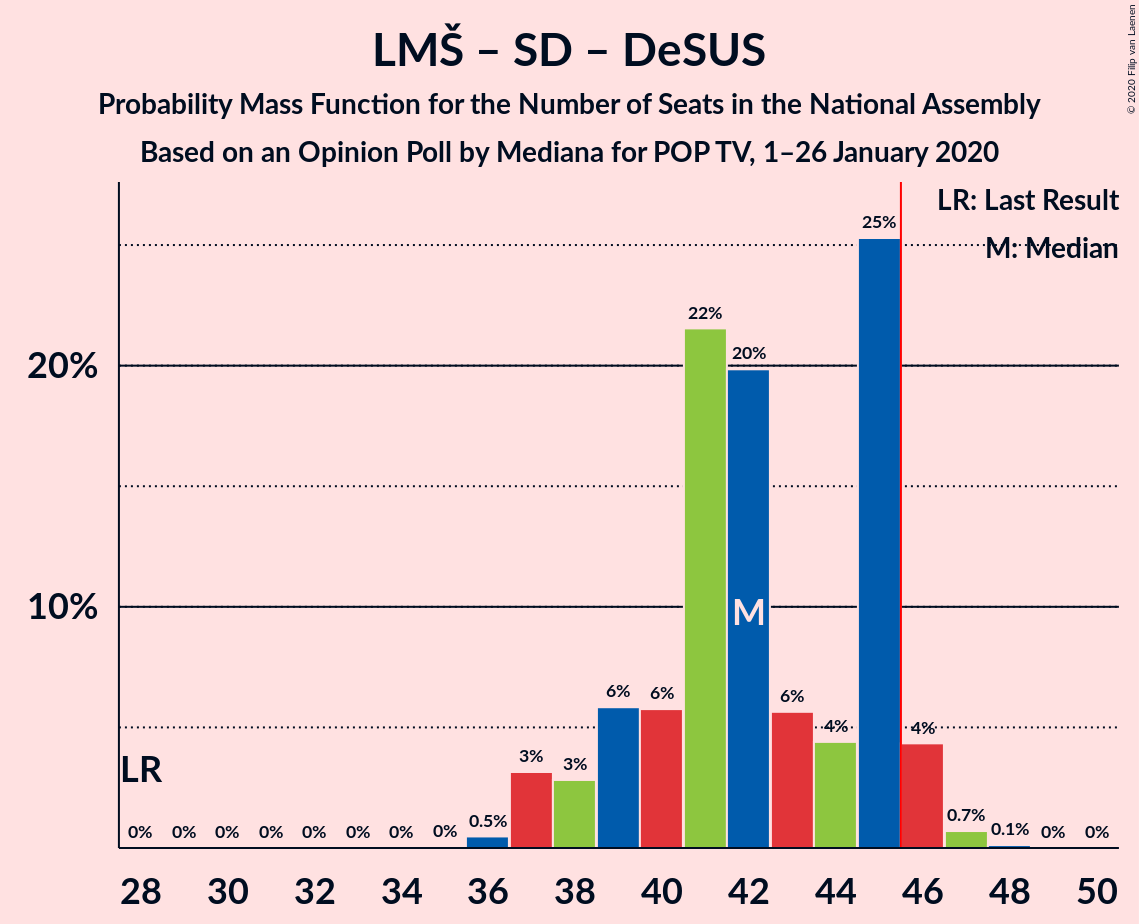 LMŠ – SD – DeSUS
Probability Mass Function for the Number of Seats in the National Assembly
Based on an Opinion Poll by Mediana for POP TV, 1–26 January 2020
© 2020 Filip van Laenen
LR: Last Result
M: Median
20%
10%
LR
0% 0% 0% 0% 0% 0% 0% 0% 0.5% 3% 3% 6% 6% 22% 20% 6% 4% 25% 4% 0.7% 0.1% 0% 0%
M
28 30 32 34 36 38 40 42 44 46 48 50